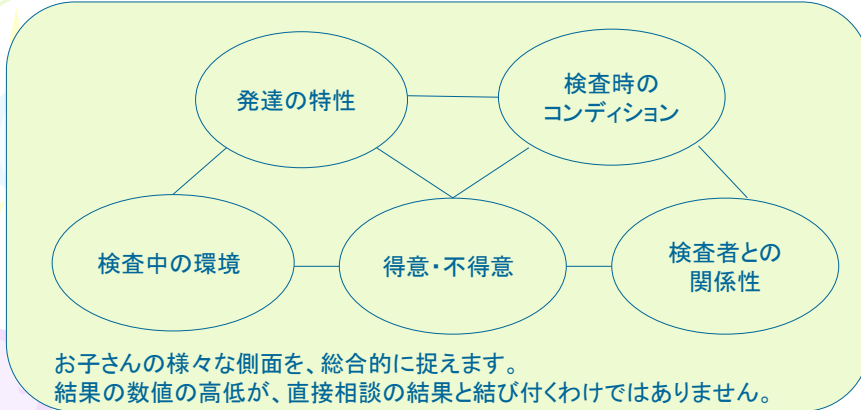 発達の特性
検査時の
コンディション
検査中の環境
得意・不得意
検査者との
関係性
お子さんの様々な側面を、総合的に捉えます。
結果の数値の高低が、直接相談の結果と結び付くわけではありません。